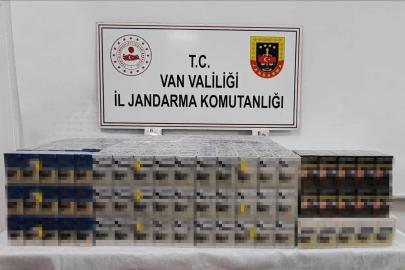 T.C.
VAN VALİLİĞİ
İL JANDARMA KOMUTANLIĞI